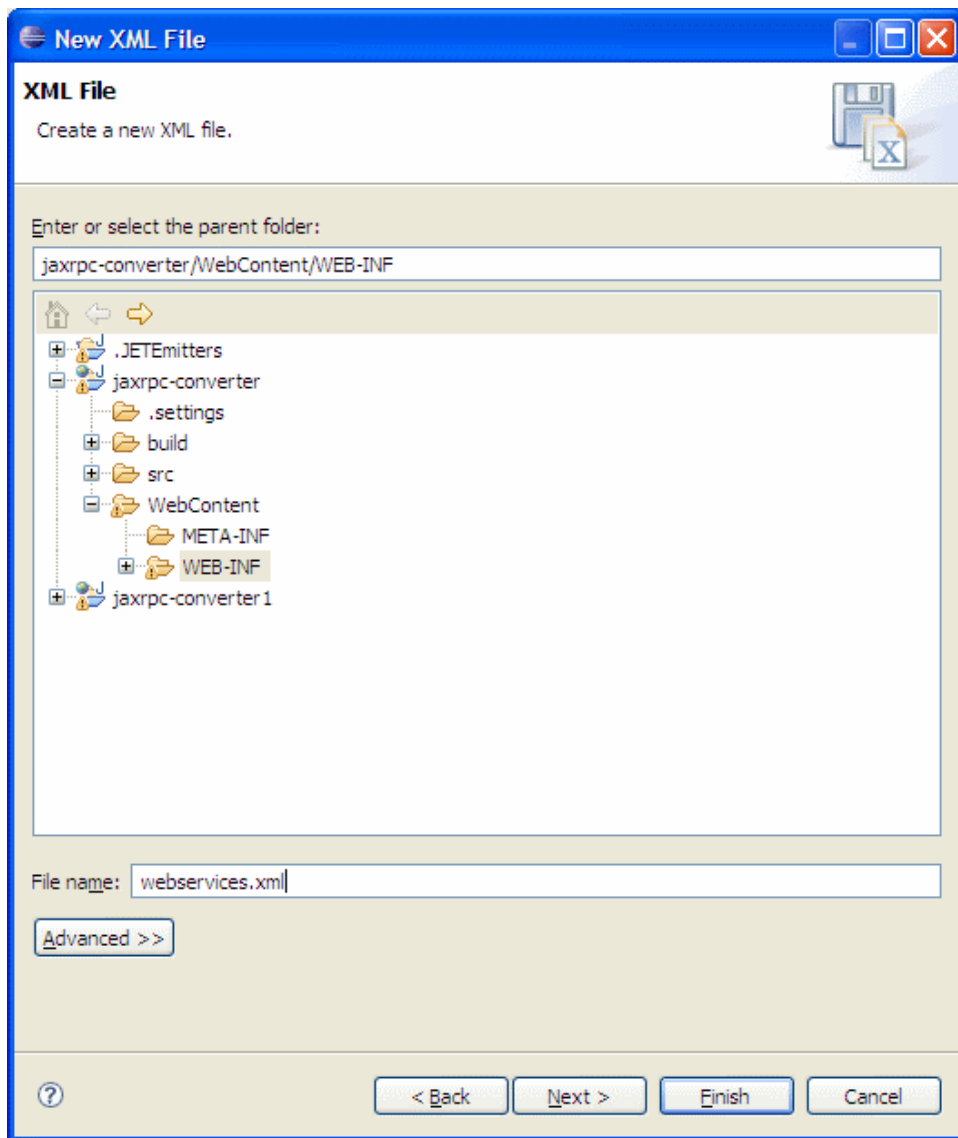 New XML File
XML File
Create a new XML file.
X
Enter or select the parent folder:
jaxrpc-converter/WebContent/WEB-INF
.JETEmitters
jaxrpc-converter
.settings
build
src
WebContent
META-INF
WEB-INF
jaxrpc-converter1
File name: webservices.xml
Advanced >>
? < Back Next > Finish Cancel